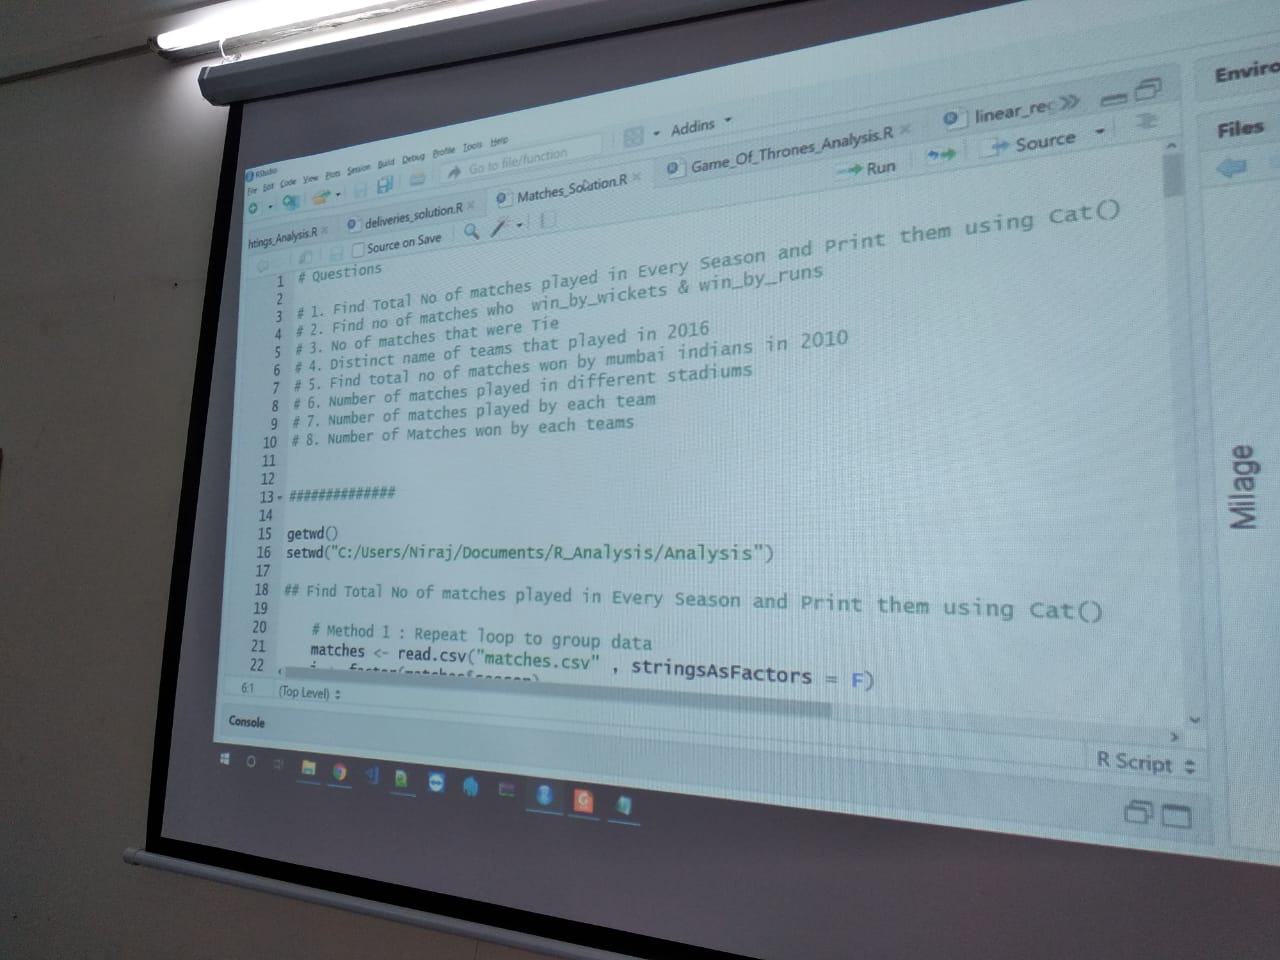 RStudio
File Edit Code View Plots Session Build Debug Profile Tools Help
Go to file/function
Addins
htings_Analysis.R
deliveries_solution.R
Matches_Solution.R
Game_Of_Thrones_Analysis.R
linear_reg
Source on Save
Run
Source
Enviro
Files
1 # Questions
2
3 # 1. Find Total No of matches played in Every Season and Print them using Cat()
4 # 2. Find no of matches who win_by_wickets & win_by_runs
5 # 3. No of matches that were Tie
6 # 4. Distinct name of teams that played in 2016
7 # 5. Find total no of matches won by mumbai indians in 2010
8 # 6. Number of matches played in different stadiums
9 # 7. Number of matches played by each team
10 # 8. Number of Matches won by each teams
11
12
13 ##############
14
15 getwd()
16 setwd("C:/Users/Niraj/Documents/R_Analysis/Analysis")
17
18 ## Find Total No of matches played in Every Season and Print them using Cat()
19
20 # Method 1 : Repeat loop to group data
21 matches <- read.csv("matches.csv" , stringsAsFactors = F)
22
6:1 (Top Level)
R Script
Console
Milage